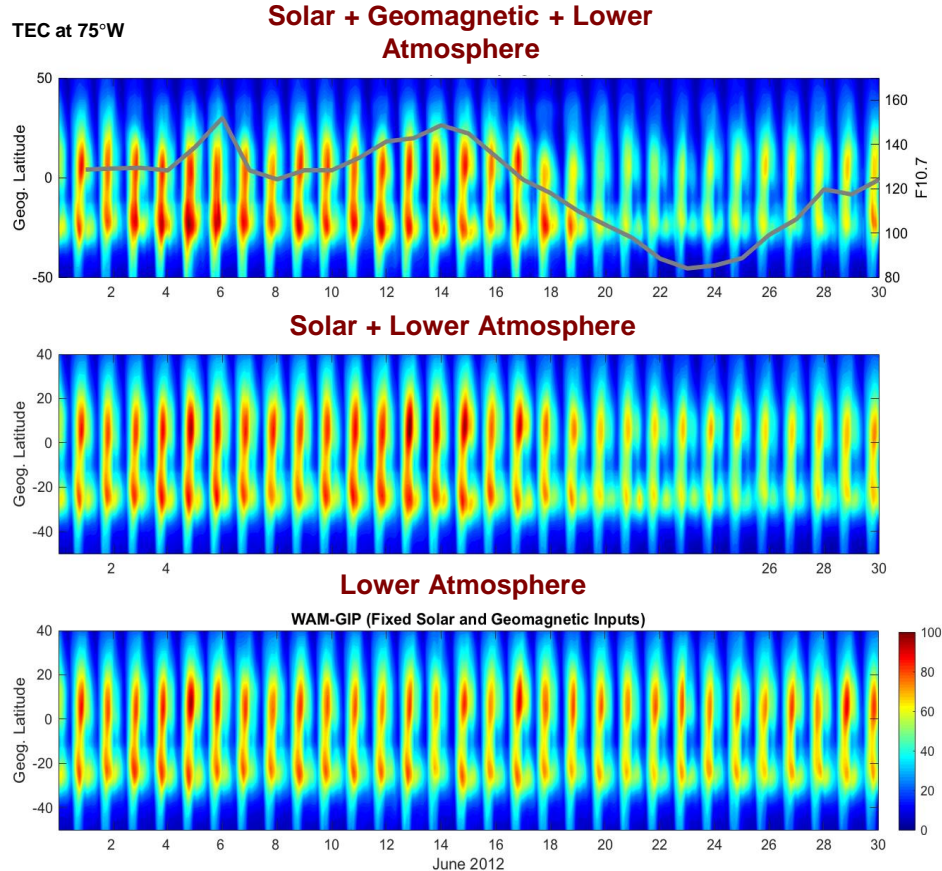 TEC at 75°W
Solar + Geomagnetic + Lower
Atmosphere
50
0
-50
Geog. Latitude
160
140
120
100
80
F10.7
2 4 6 8 10 12 14 16 18 20 22 24 26 28 30
Solar + Lower Atmosphere
40
20
0
-20
-40
Geog. Latitude
2 4 26 28 30
Lower Atmosphere
WAM-GIP (Fixed Solar and Geomagnetic Inputs)
40
20
0
-20
-40
Geog. Latitude
100
80
60
40
20
0
2 4 6 8 10 12 14 16 18 20 22 24 26 28 30
June 2012